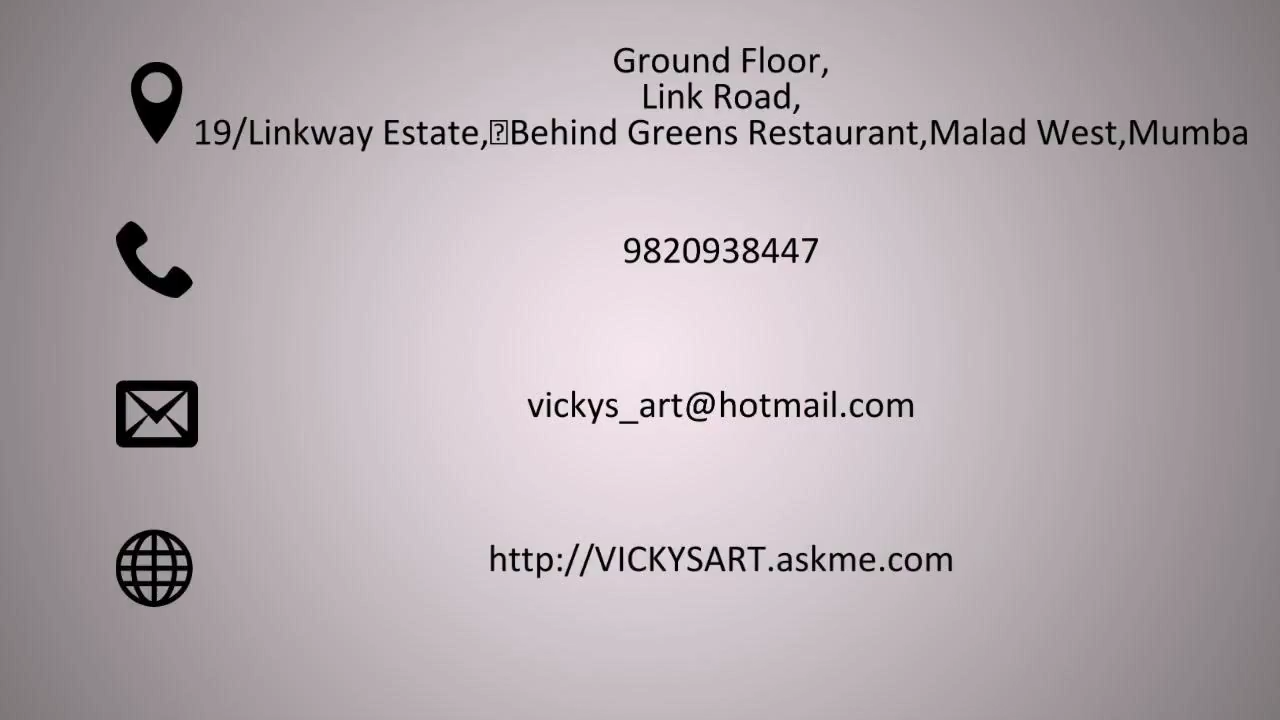 Ground Floor,
Link Road,
19/Linkway Estate,⍰Behind Greens Restaurant,Malad West,Mumba
9820938447
vickys_art@hotmail.com
http://VICKYSART.askme.com